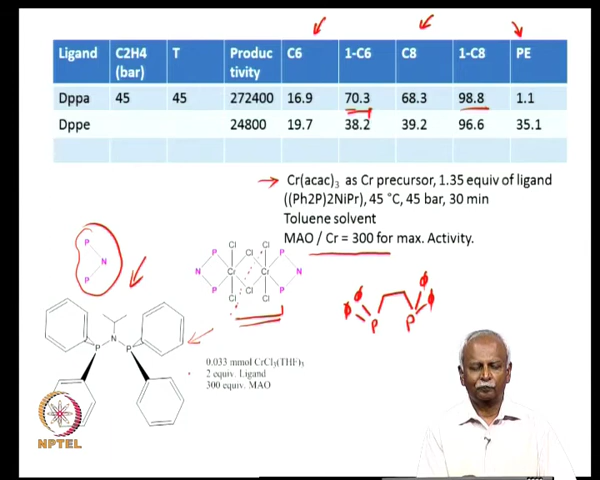 Ligand C2H4 (bar) T Produc tivity C6 1-C6 C8 1-C8 PE
Dppa 45 45 272400 16.9 70.3 68.3 98.8 1.1
Dppe 24800 19.7 38.2 39.2 96.6 35.1
Cr(acac)3 as Cr precursor, 1.35 equiv of ligand
((Ph2P)2NiPr), 45 °C, 45 bar, 30 min
Toluene solvent
MAO / Cr = 300 for max. Activity.
P
N
P
Cl Cl
P Cl P
N Cr Cr N
P Cl P
Cl Cl
Φ Φ Φ Φ
P P
N
P P
0.033 mmol CrCl3(THF)3
2 equiv. Ligand
300 equiv. MAO
NPTEL